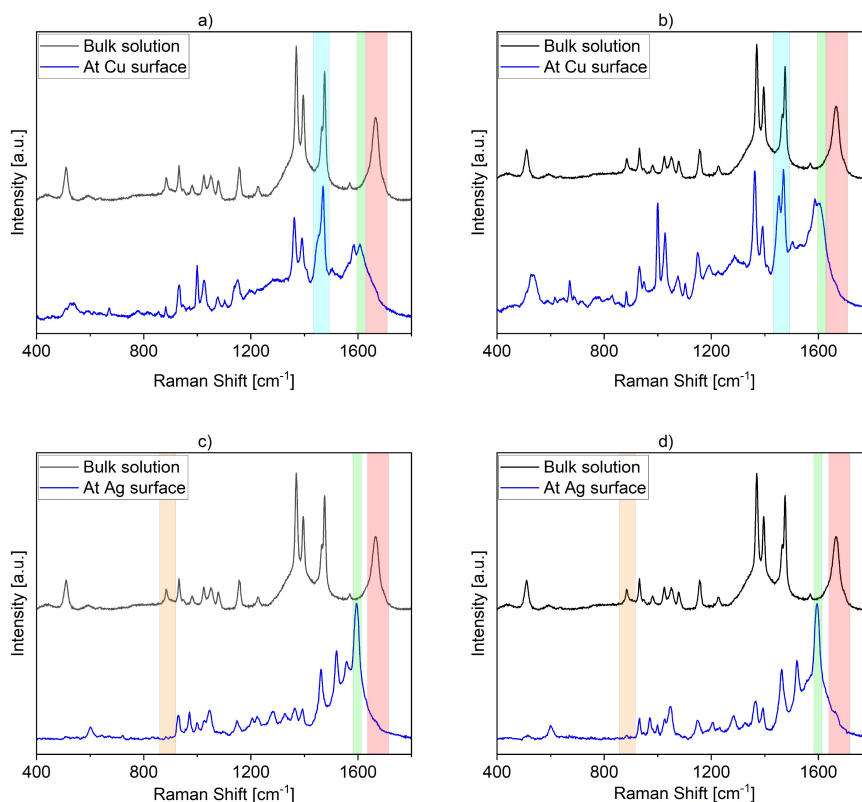 a)
Bulk solution
At Cu surface
Intensity [a.u.]
400 800 1200 1600
Raman Shift [cm⁻¹]
b)
Bulk solution
At Cu surface
Intensity [a.u.]
400 800 1200 1600
Raman Shift [cm⁻¹]
c)
Bulk solution
At Ag surface
Intensity [a.u.]
400 800 1200 1600
Raman Shift [cm⁻¹]
d)
Bulk solution
At Ag surface
Intensity [a.u.]
400 800 1200 1600
Raman Shift [cm⁻¹]